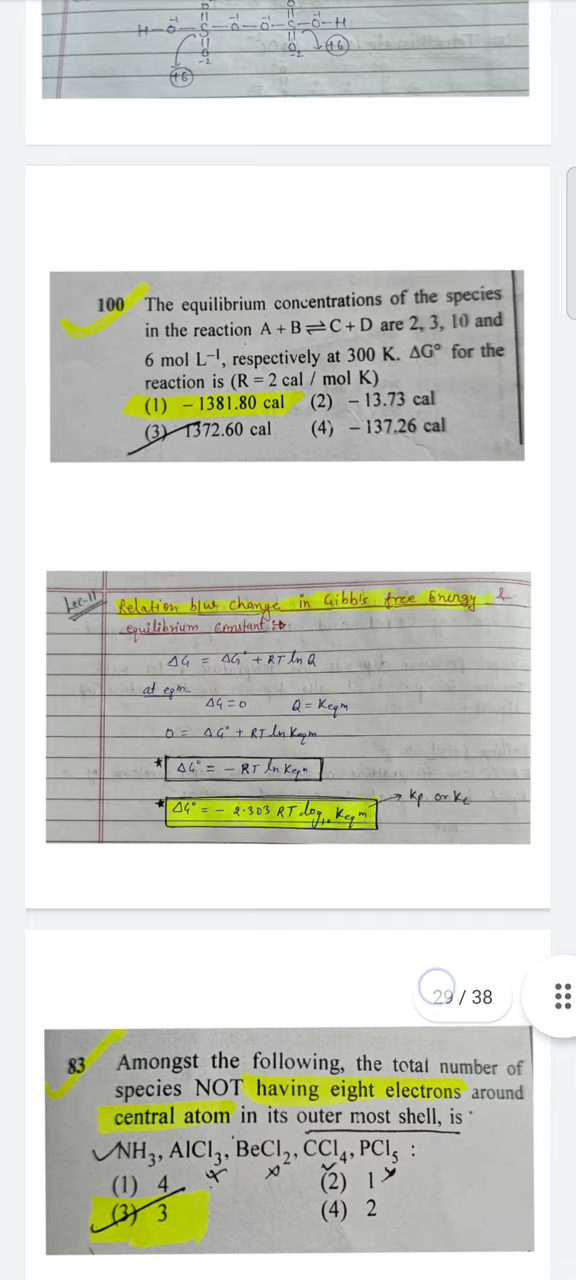 H-O-S-O-O-S-O-H
+6
+6
100 The equilibrium concentrations of the species
in the reaction A + B⇌C + D are 2, 3, 10 and
6 mol L⁻¹, respectively at 300 K. ΔG° for the
reaction is (R = 2 cal / mol K)
(1) – 1381.80 cal (2) – 13.73 cal
(3) 1372.60 cal (4) – 137.26 cal
Lec-11 Relation b/w change in Gibb's free Energy &
equilibrium constant :→
ΔG = ΔG° + RT ln Q
at eqm
ΔG = 0 Q = Keqm
0 = ΔG° + RT ln Keqm
* ΔG° = - RT ln Keqm
* ΔG° = - 2.303 RT log₁₀ Keqm → Kp or Kc
29 / 38
83 Amongst the following, the total number of
species NOT having eight electrons around
central atom in its outer most shell, is
NH₃, AlCl₃, BeCl₂, CCl₄, PCl₅ :
(1) 4 (2) 1
(3) 3 (4) 2